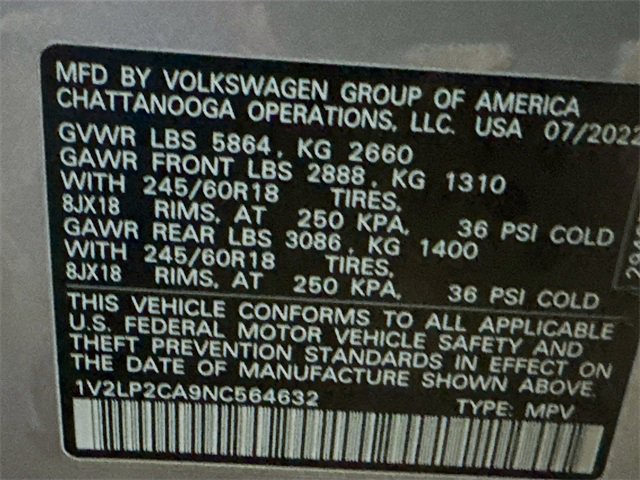 MFD BY VOLKSWAGEN GROUP OF AMERICA
CHATTANOOGA OPERATIONS, LLC. USA 07/2022
GVWR LBS 5864, KG 2660
GAWR FRONT LBS 2888, KG 1310
WITH 245/60R18 TIRES.
8JX18 RIMS, AT 250 KPA, 36 PSI COLD
GAWR REAR LBS 3086, KG 1400
WITH 245/60R18 TIRES.
8JX18 RIMS, AT 250 KPA, 36 PSI COLD
THIS VEHICLE CONFORMS TO ALL APPLICABLE
U.S. FEDERAL MOTOR VEHICLE SAFETY AND
THEFT PREVENTION STANDARDS IN EFFECT ON
THE DATE OF MANUFACTURE SHOWN ABOVE.
1V2LP2CA9NC564632 TYPE: MPV